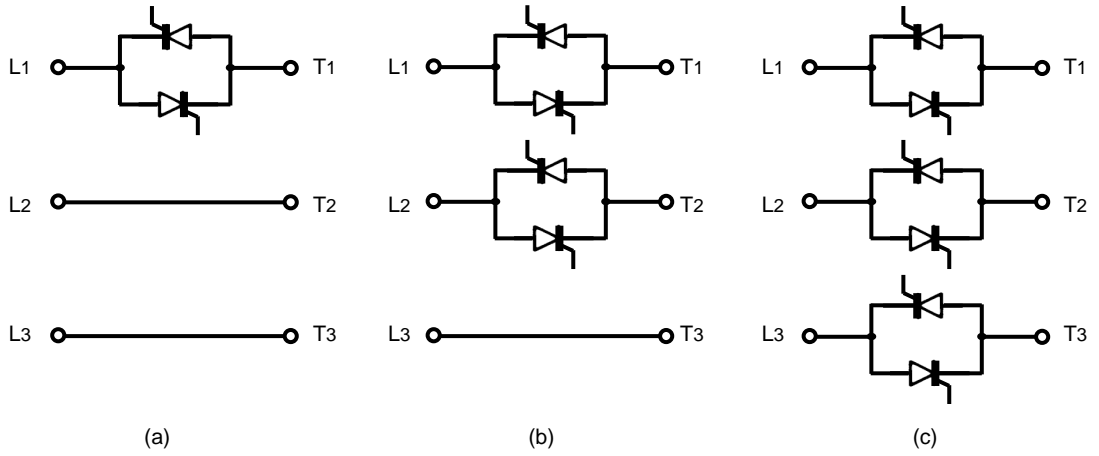 L1 T1 L1 T1 L1 T1
L2 T2 L2 T2 L2 T2
L3 T3 L3 T3 L3 T3
(a) (b) (c)